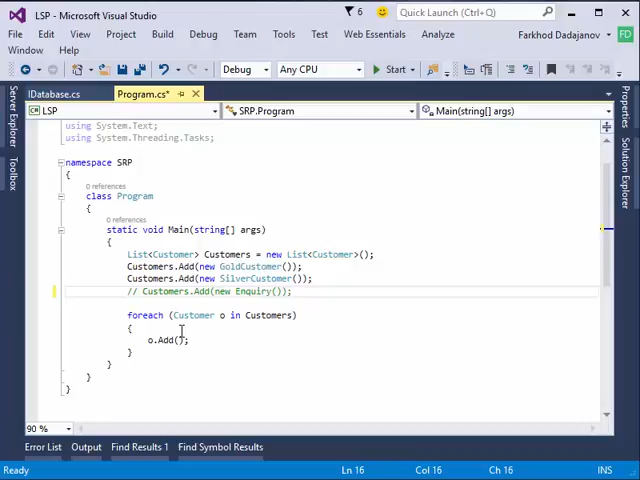 LSP - Microsoft Visual Studio
6
Quick Launch (Ctrl+Q)
File Edit View Project Build Debug Team Tools Test Web Essentials Analyze Farkhod Dadajanov FD
Window Help
Debug Any CPU Start
IDatabase.cs Program.cs*
LSP SRP.Program Main(string[] args)
Server Explorer
Toolbox
Properties
Solution Explorer
using System.Text;
using System.Threading.Tasks;
namespace SRP
{
0 references
class Program
{
0 references
static void Main(string[] args)
{
List<Customer> Customers = new List<Customer>();
Customers.Add(new GoldCustomer());
Customers.Add(new SilverCustomer());
// Customers.Add(new Enquiry());
foreach (Customer o in Customers)
{
o.Add();
}
}
}
}
90 %
Error List Output Find Results 1 Find Symbol Results
Ready Ln 16 Col 16 Ch 16